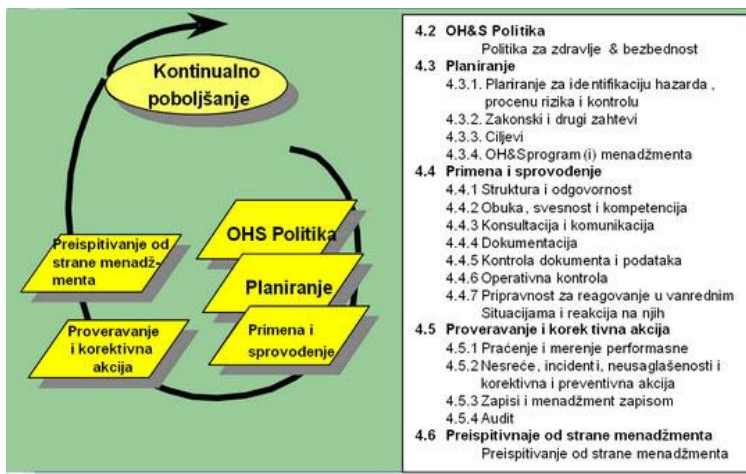 Kontinualno
poboljšanje
OHS Politika
Planiranje
Primena i
sprovođenje
Proveravanje
i korektivna
akcija
Preispitivanje od
strane menadž-
menta
4.2 OH&S Politika
Politika za zdravlje & bezbednost
4.3 Planiranje
4.3.1. Plariranje za identifikaciju hazarda ,
procenu rizika i kontrolu
4.3.2. Zakonski i drugi zahtevi
4.3.3. Ciljevi
4.3.4. OH&Sprogram (i) menadžmenta
4.4 Primena i sprovođenje
4.4.1 Struktura i odgovornost
4.4.2 Obuka, svesnost i kompetencija
4.4.3 Konsultacija i komunikacija
4.4.4 Dokumentacija
4.4.5 Kontrola dokumenta i podataka
4.4.6 Operativna kontrola
4.4.7 Pripravnost za reagovanje u vanrednim
Situacijama i reakcija na njih
4.5 Proveravanje i korek tivna akcija
4.5.1 Praćenje i merenje performasne
4.5.2 Nesreće, incidenti, neusaglašenosti i
korektivna i preventivna akcija
4.5.3 Zapisi i menadžment zapisom
4.5.4 Audit
4.6 Preispitivnaje od strane menadžmenta
Preispitivanje od strane menadžmenta